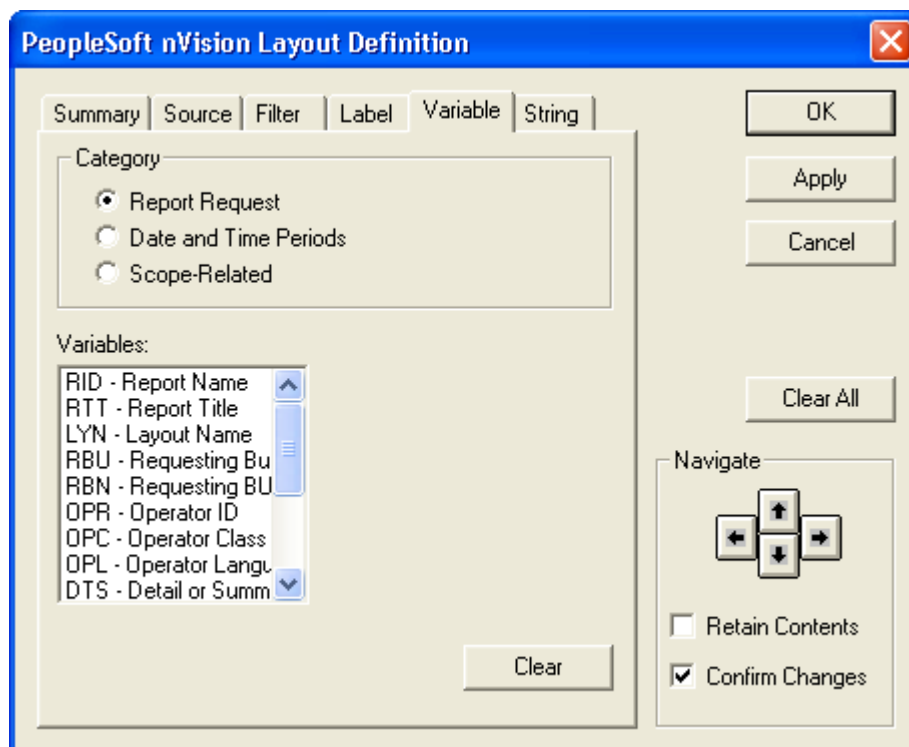 PeopleSoft nVision Layout Definition
Summary Source Filter Label Variable String
OK
Apply
Cancel
Category
Report Request
Date and Time Periods
Scope-Related
Variables:
RID - Report Name
RTT - Report Title
LYN - Layout Name
RBU - Requesting Bu
RBN - Requesting BU
OPR - Operator ID
OPC - Operator Class
OPL - Operator Langu
DTS - Detail or Summ
Clear
Clear All
Navigate
Retain Contents
Confirm Changes